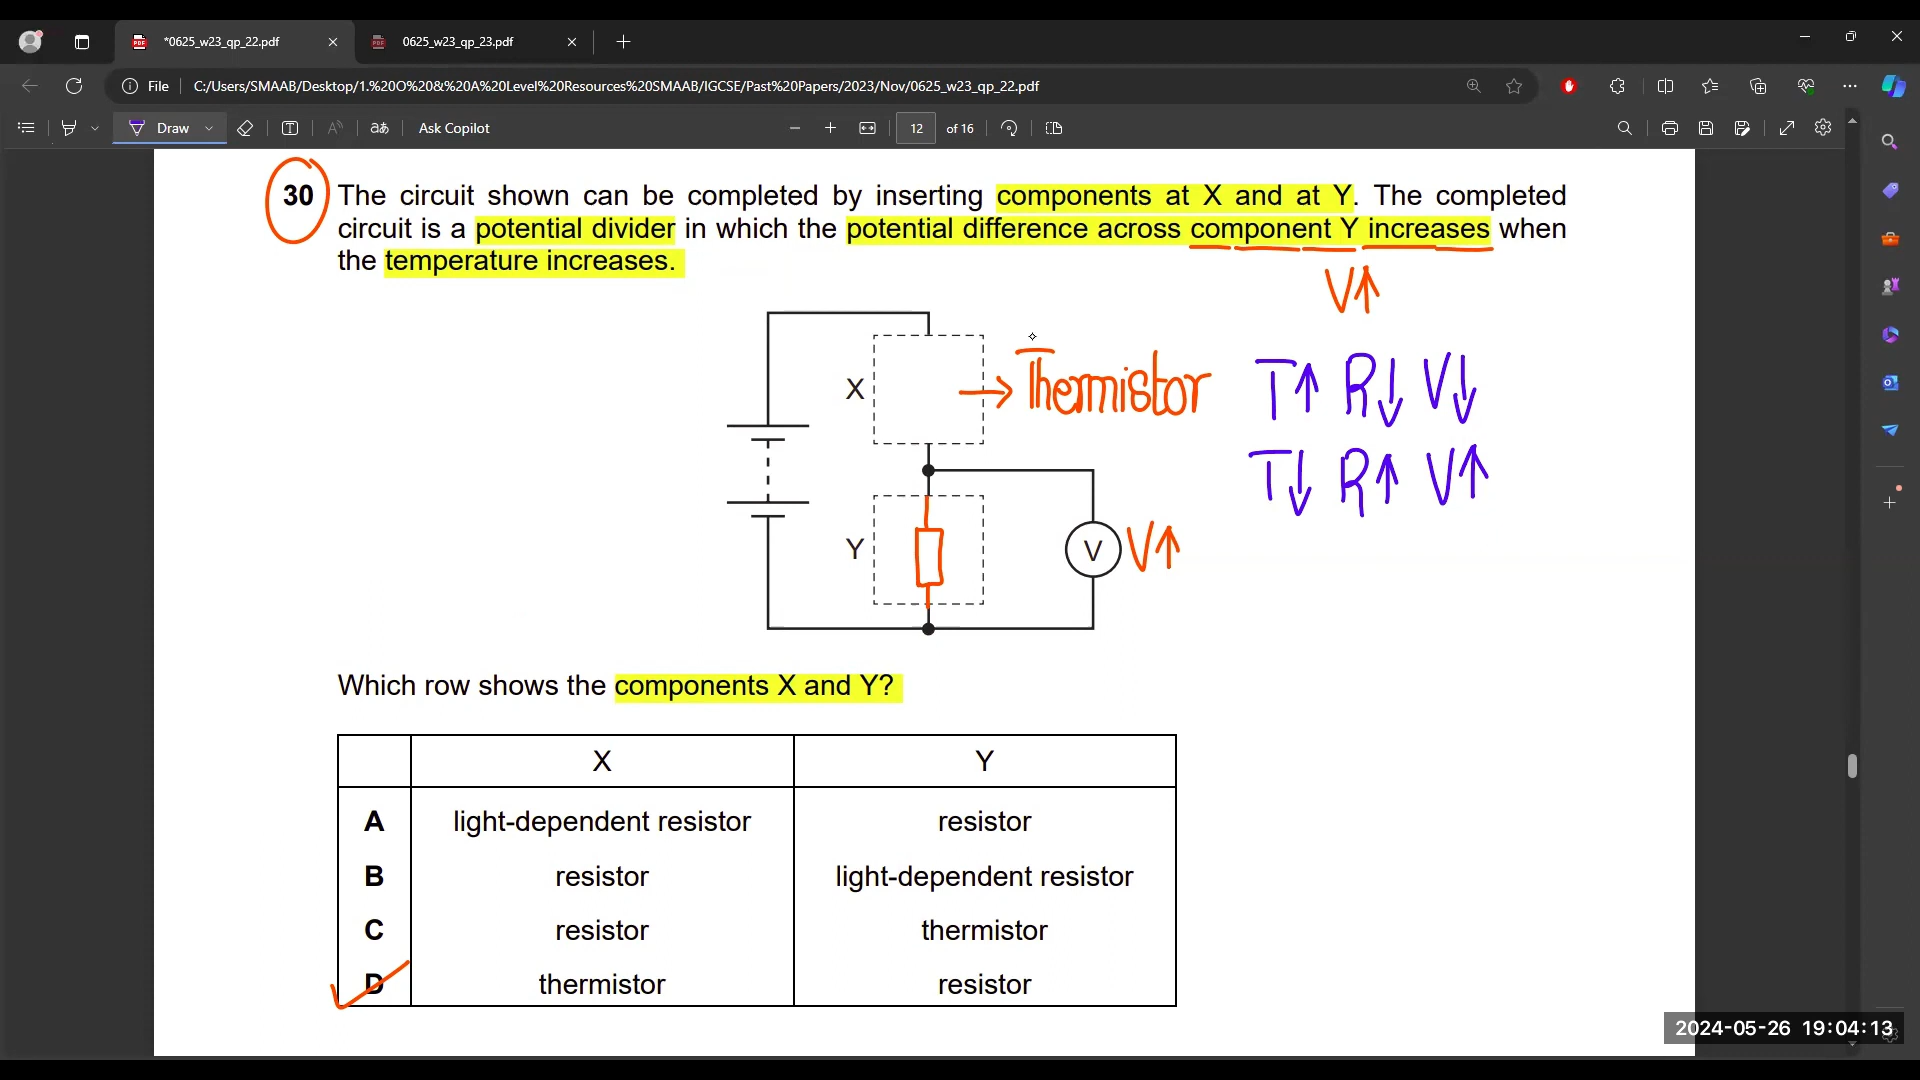 *0625_w23_qp_22.pdf
0625_w23_qp_23.pdf
File
C:/Users/SMAAB/Desktop/1.%20O%20&%20A%20Level%20Resources%20SMAAB/IGCSE/Past%20Papers/2023/Nov/0625_w23_qp_22.pdf
Draw
Ask Copilot
12 of 16
30 The circuit shown can be completed by inserting components at X and at Y. The completed
circuit is a potential divider in which the potential difference across component Y increases when
the temperature increases.
V↑
X
→ Thermistor
T↑ R↓ V↓
T↓ R↑ V↑
Y
V
V↑
Which row shows the components X and Y?
X Y
A light-dependent resistor resistor
B resistor light-dependent resistor
C resistor thermistor
D thermistor resistor
2024-05-26 19:04:13